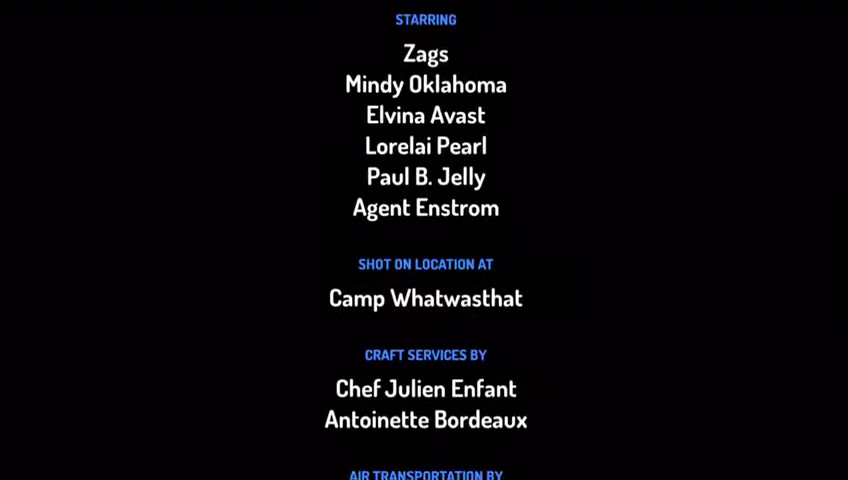 STARRING
Zags
Mindy Oklahoma
Elvina Avast
Lorelai Pearl
Paul B. Jelly
Agent Enstrom
SHOT ON LOCATION AT
Camp Whatwasthat
CRAFT SERVICES BY
Chef Julien Enfant
Antoinette Bordeaux
AIR TRANSPORTATION BY